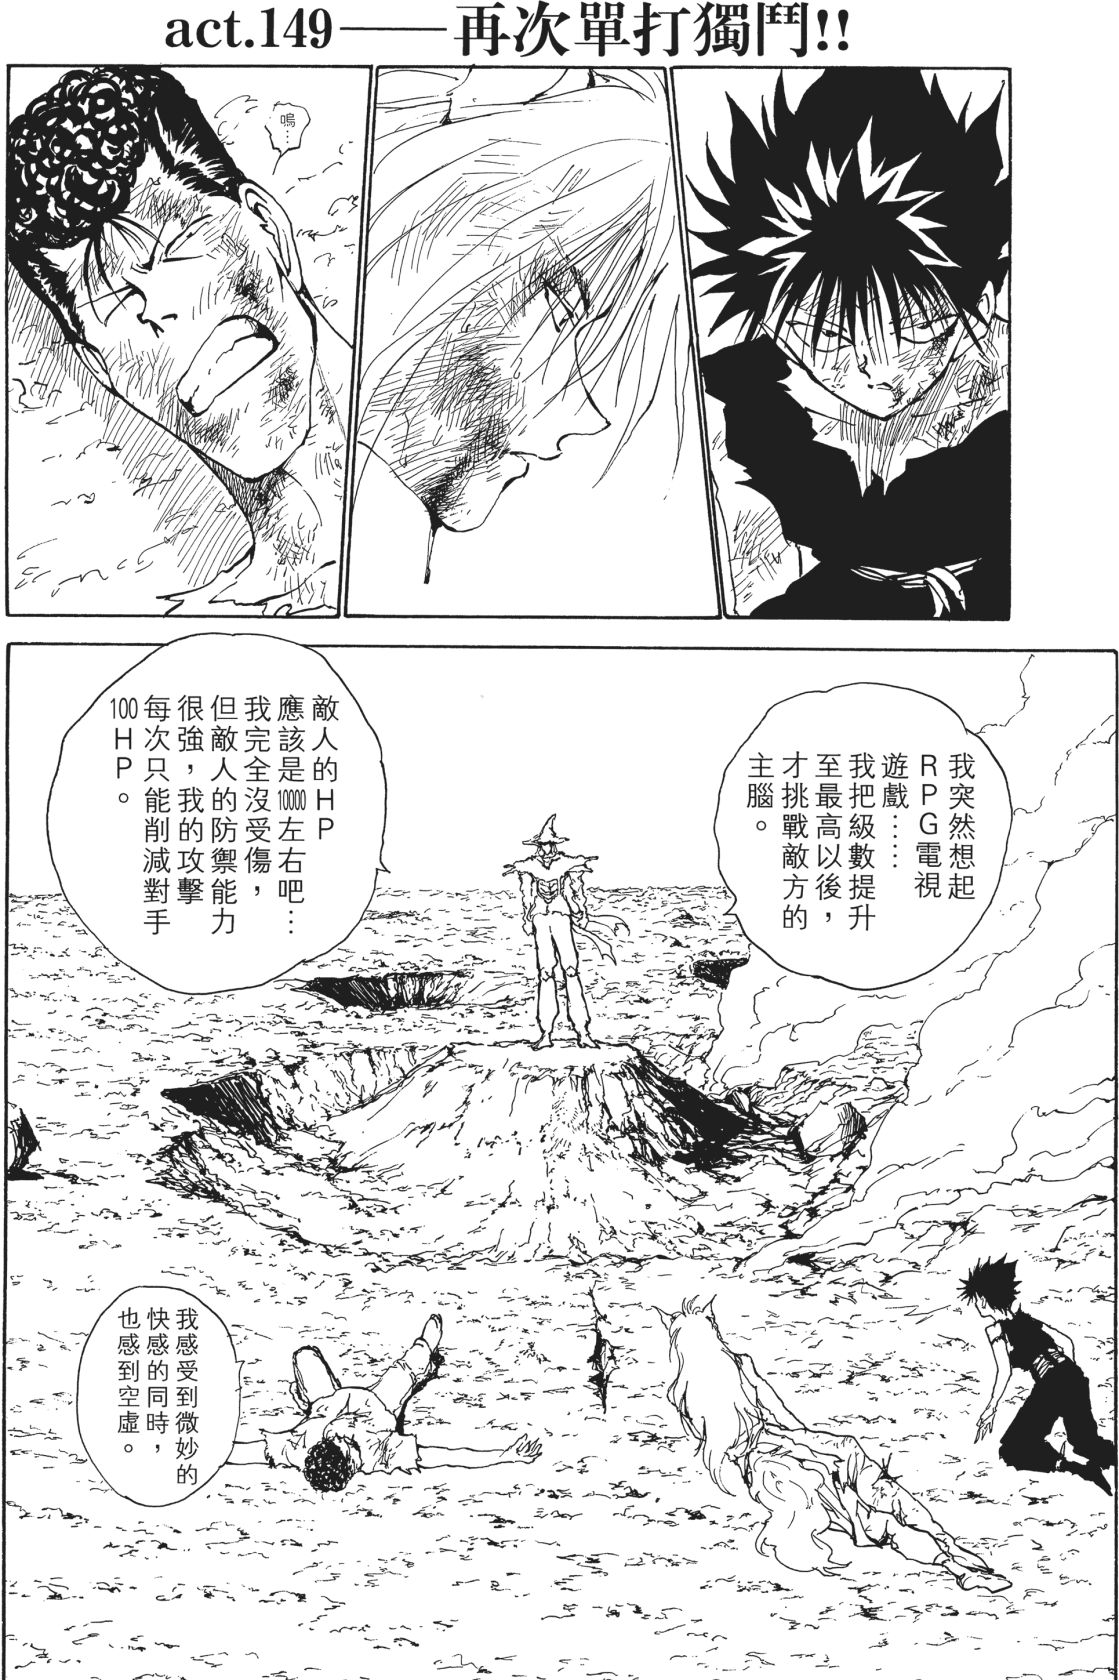 act.149——再次單打獨鬥!!
嗚⋯⋯
我突然想起
RPG電視
遊戲⋯⋯
我把級數提升
至最高以後，
才挑戰敵方的
主腦。
敵人的HP
應該是10000左右吧⋯
我完全沒受傷，
但敵人的防禦能力
很強，我的攻擊
每次只能削減對手
100HP。
我感受到微妙的
快感的同時，
也感到空虛。